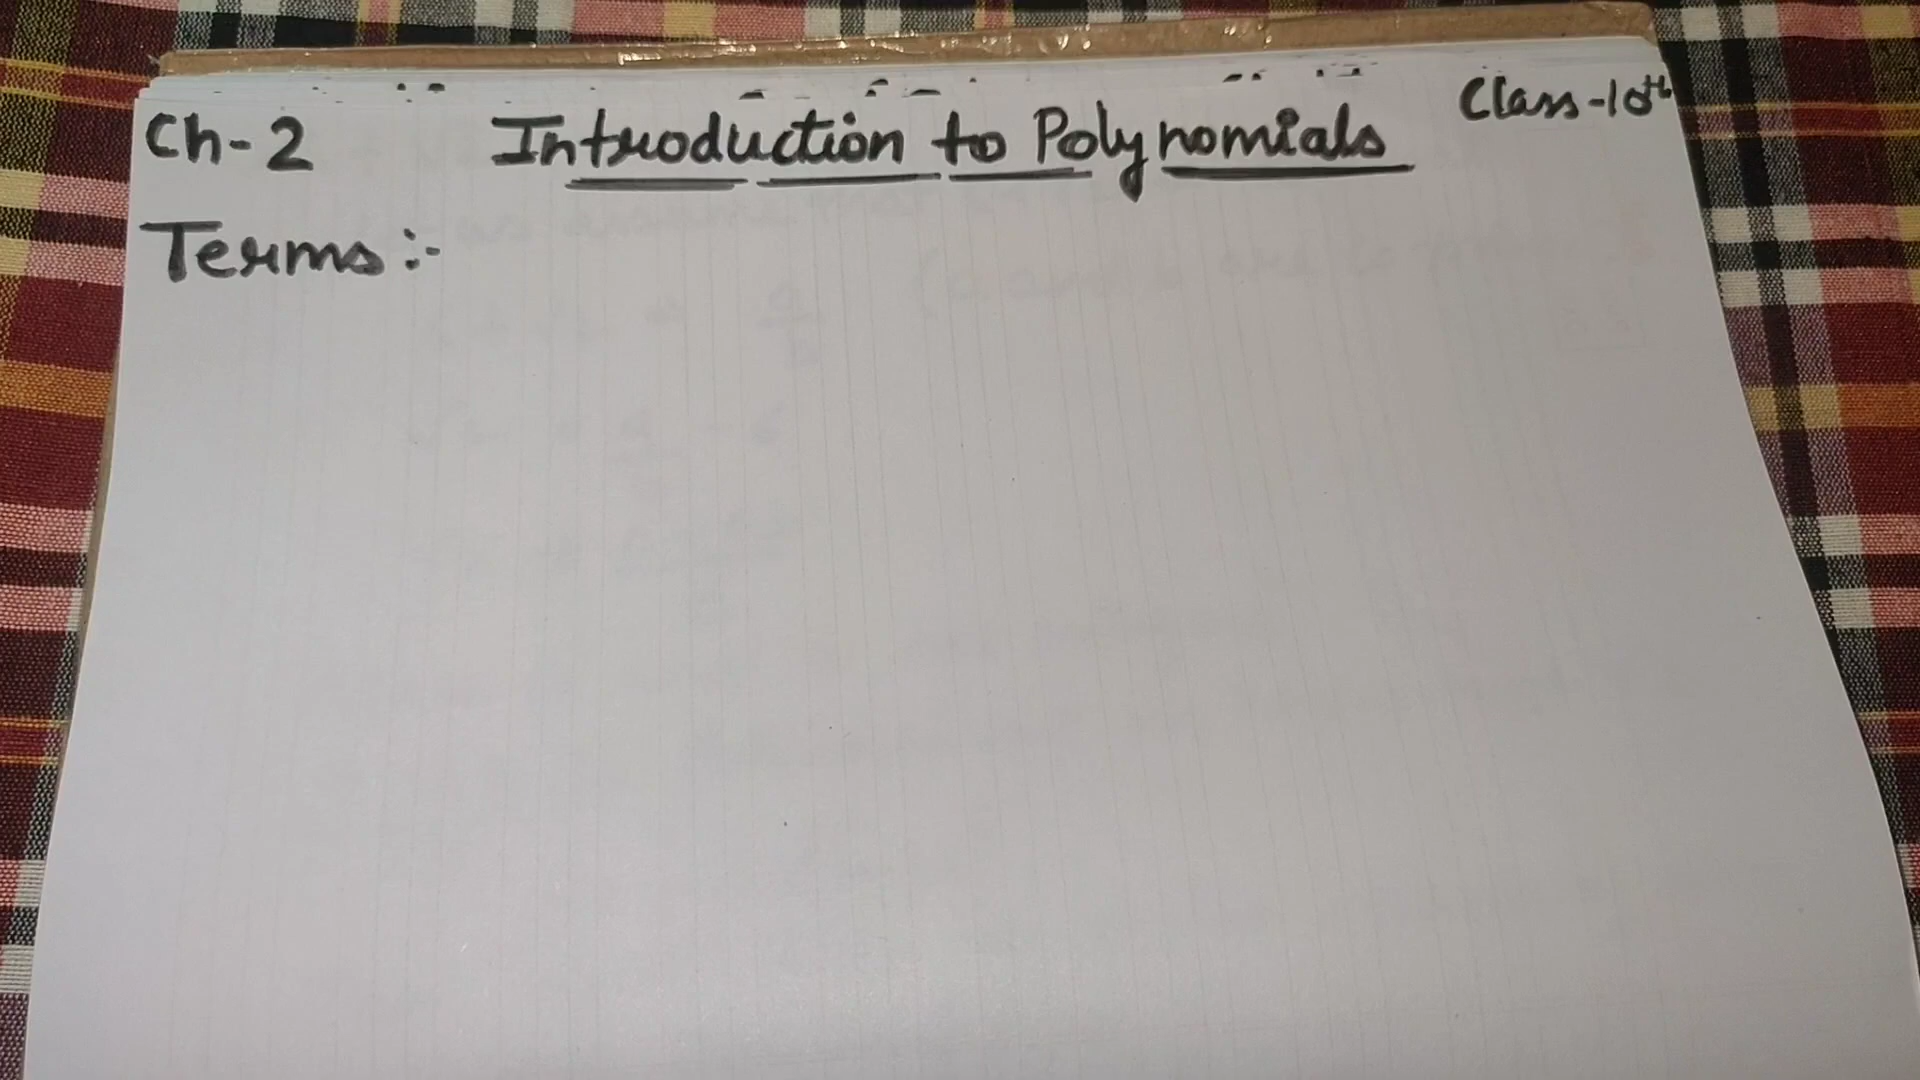 Ch-2 Introduction to Polynomials Class-10th
Terms :-